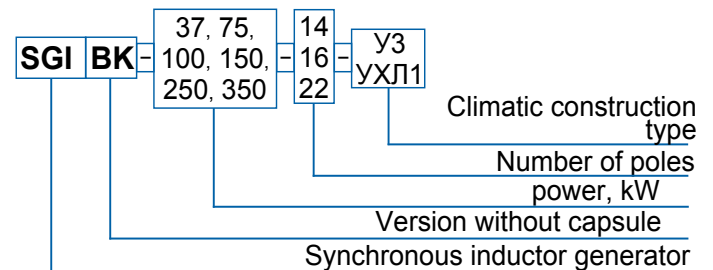 SGI BK - 37, 75, 100, 150, 250, 350 - 14 16 22 - У3 УХЛ1
Climatic construction
type
Number of poles
power, kW
Version without capsule
Synchronous inductor generator